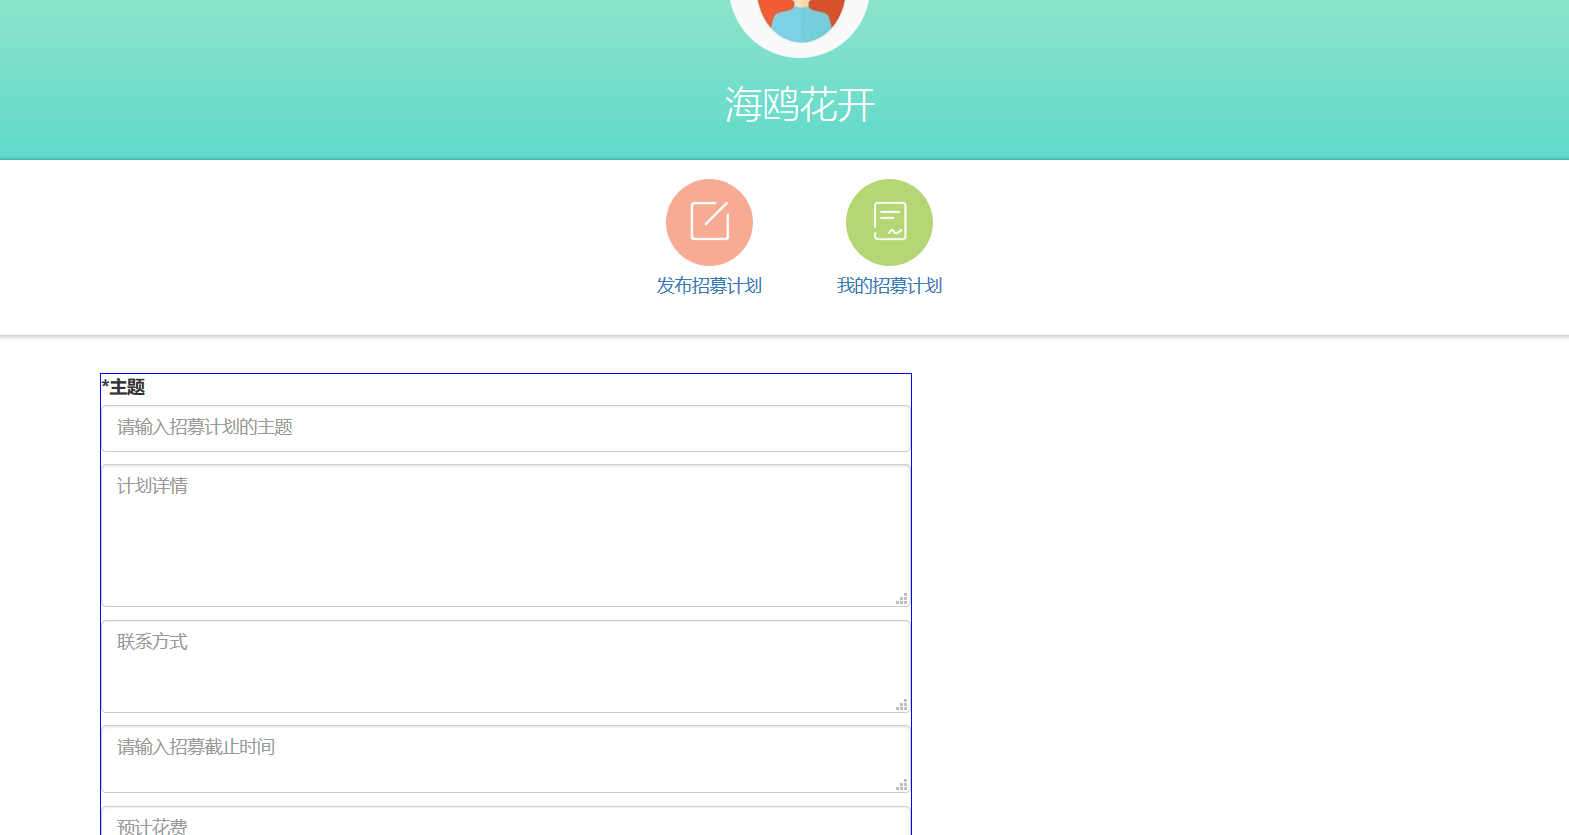 海鸥花开
发布招募计划
我的招募计划
*主题
请输入招募计划的主题
计划详情
联系方式
请输入招募截止时间
预计花费